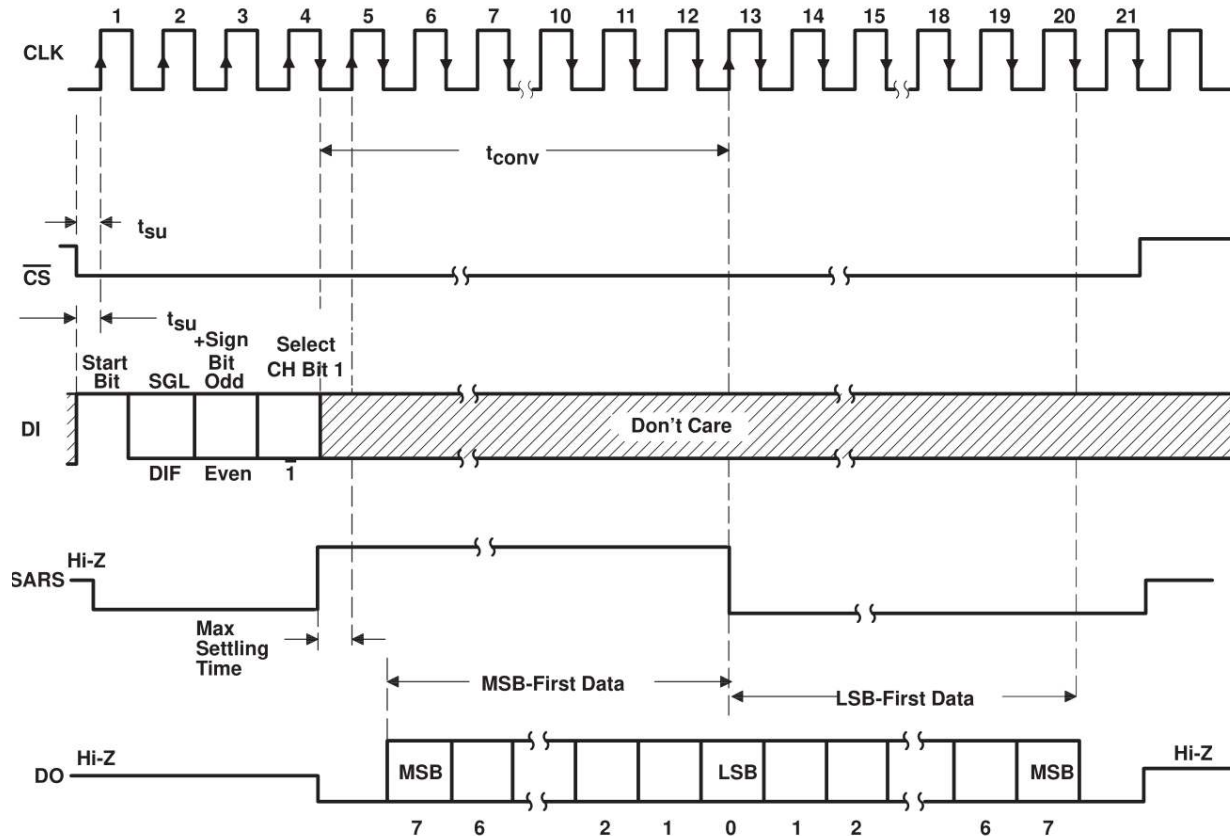 1 2 3 4 5 6 7 10 11 12 13 14 15 18 19 20 21
CLK
tconv
tsu
CS
tsu
Start
Bit
SGL
+Sign
Bit
Odd
Select
CH Bit 1
DI
Don't Care
DIF
Even
1
Hi-Z
SARS
Max
Settling
Time
MSB-First Data
LSB-First Data
Hi-Z
DO
MSB
LSB
MSB
Hi-Z
7 6 2 1 0 1 2 6 7